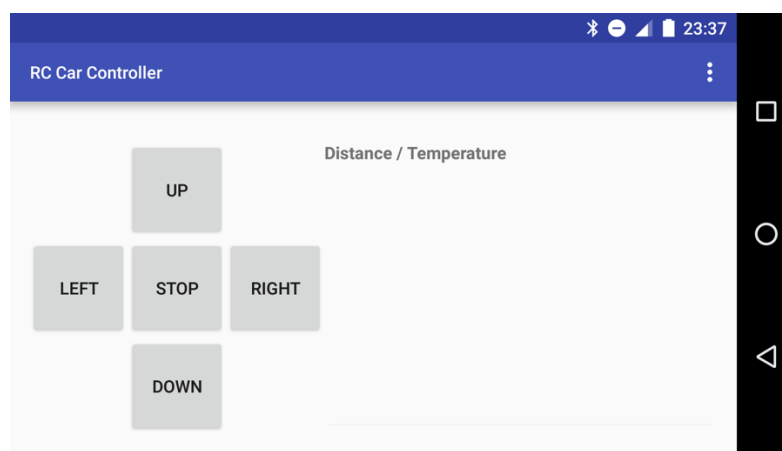 23:37
RC Car Controller
Distance / Temperature
UP
LEFT STOP RIGHT
DOWN